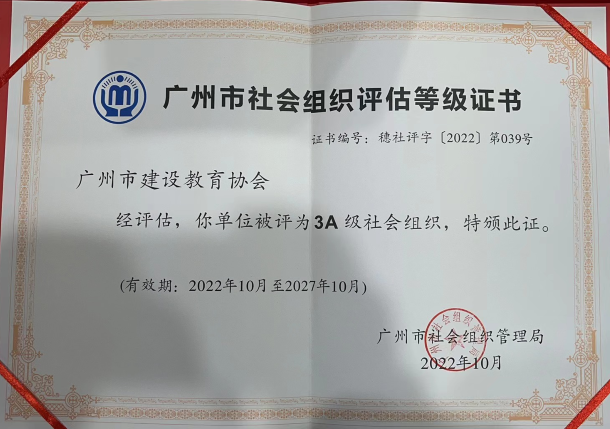 广州市社会组织评估等级证书
证书编号：穗社评字〔2022〕第039号
广州市建设教育协会
经评估，你单位被评为3A级社会组织，特颁此证。
(有效期：2022年10月至2027年10月)
广州市社会组织管理局
2022年10月